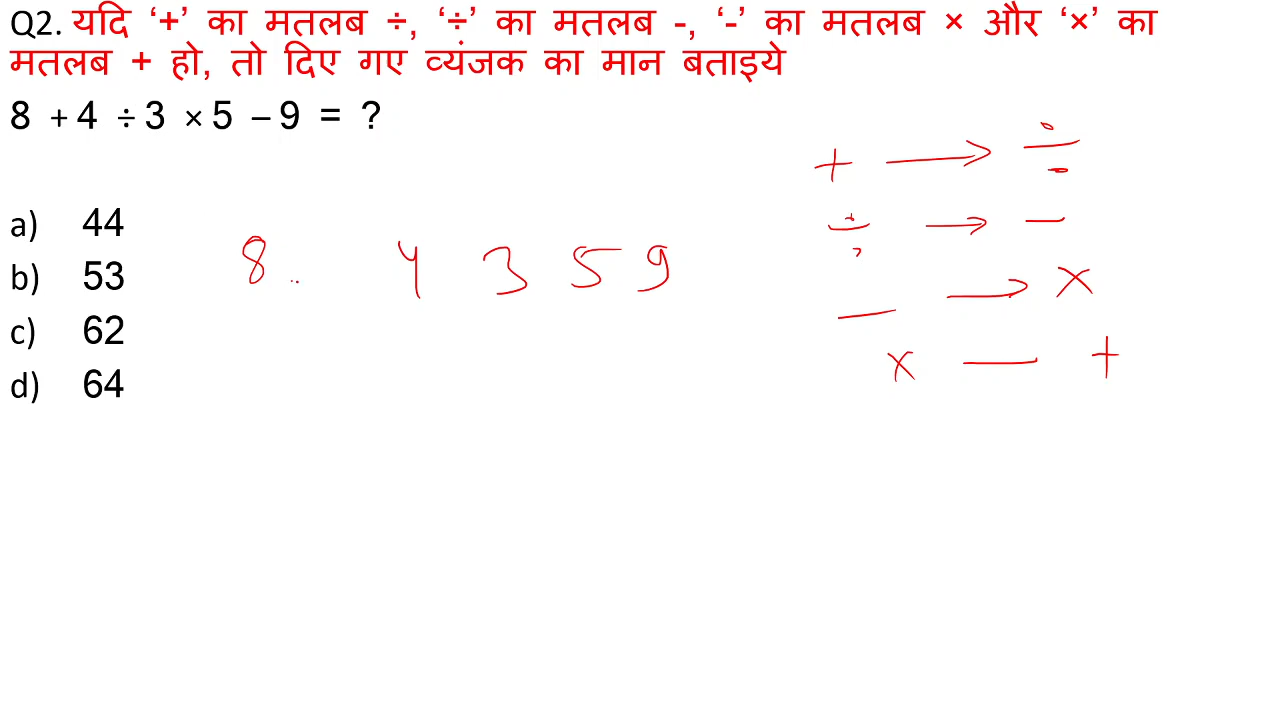 Q2. यदि ‘+’ का मतलब ÷, ‘÷’ का मतलब -, ‘-’ का मतलब × और ‘×’ का
मतलब + हो, तो दिए गए व्यंजक का मान बताइये
8 + 4 ÷ 3 × 5 – 9 = ?
+ → ÷
÷ → –
a) 44
8 4 3 5 9
b) 53
– → ×
c) 62
× — +
d) 64